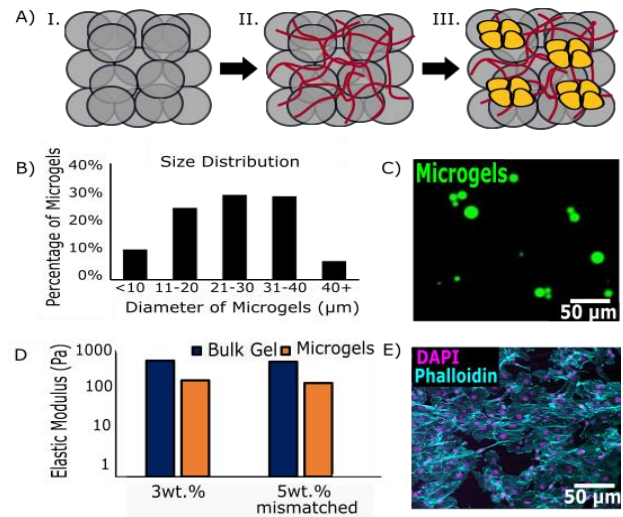 A) I. II. III.
B) Size Distribution
Percentage of Microgels
40%
30%
20%
10%
0%
<10 11-20 21-30 31-40 40+
Diameter of Microgels (µm)
C) Microgels
50 µm
D
Elastic Modulus (Pa)
1000
100
10
1
Bulk Gel Microgels
3wt.% 5wt.%
mismatched
E) DAPI
Phalloidin
50 µm